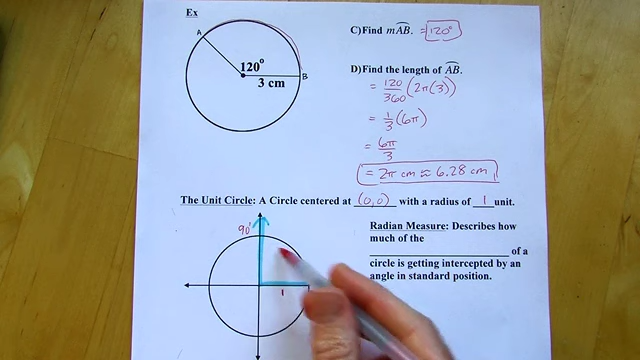 Ex
A
120°
3 cm
B
C)Find mAB. = 120°
D)Find the length of AB.
= 120/360 (2π(3))
= 1/3 (6π)
= 6π/3
= 2π cm ≈ 6.28 cm
The Unit Circle: A Circle centered at (0,0) with a radius of 1 unit.
90°
1
Radian Measure: Describes how
much of the
of a
circle is getting intercepted by an
angle in standard position.